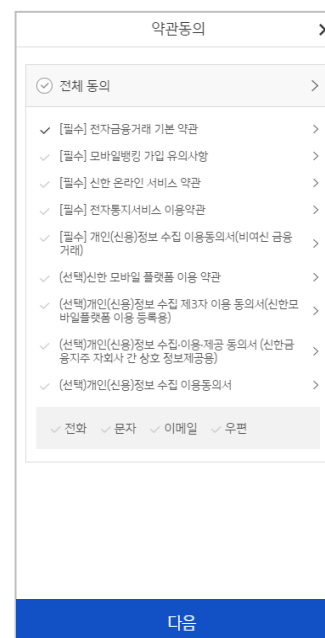 약관동의
전체 동의
[필수] 전자금융거래 기본 약관
[필수] 모바일뱅킹 가입 유의사항
[필수] 신한 온라인 서비스 약관
[필수] 전자통지서비스 이용약관
[필수] 개인(신용)정보 수집 이용동의서(비여신 금융
거래)
(선택)신한 모바일 플랫폼 이용 약관
(선택)개인(신용)정보 수집 제3자 이용 동의서(신한모
바일플랫폼 이용 등록용)
(선택)개인(신용)정보 수집·이용·제공 동의서 (신한금
융지주 자회사 간 상호 정보제공용)
(선택)개인(신용)정보 수집 이용동의서
전화 문자 이메일 우편
다음